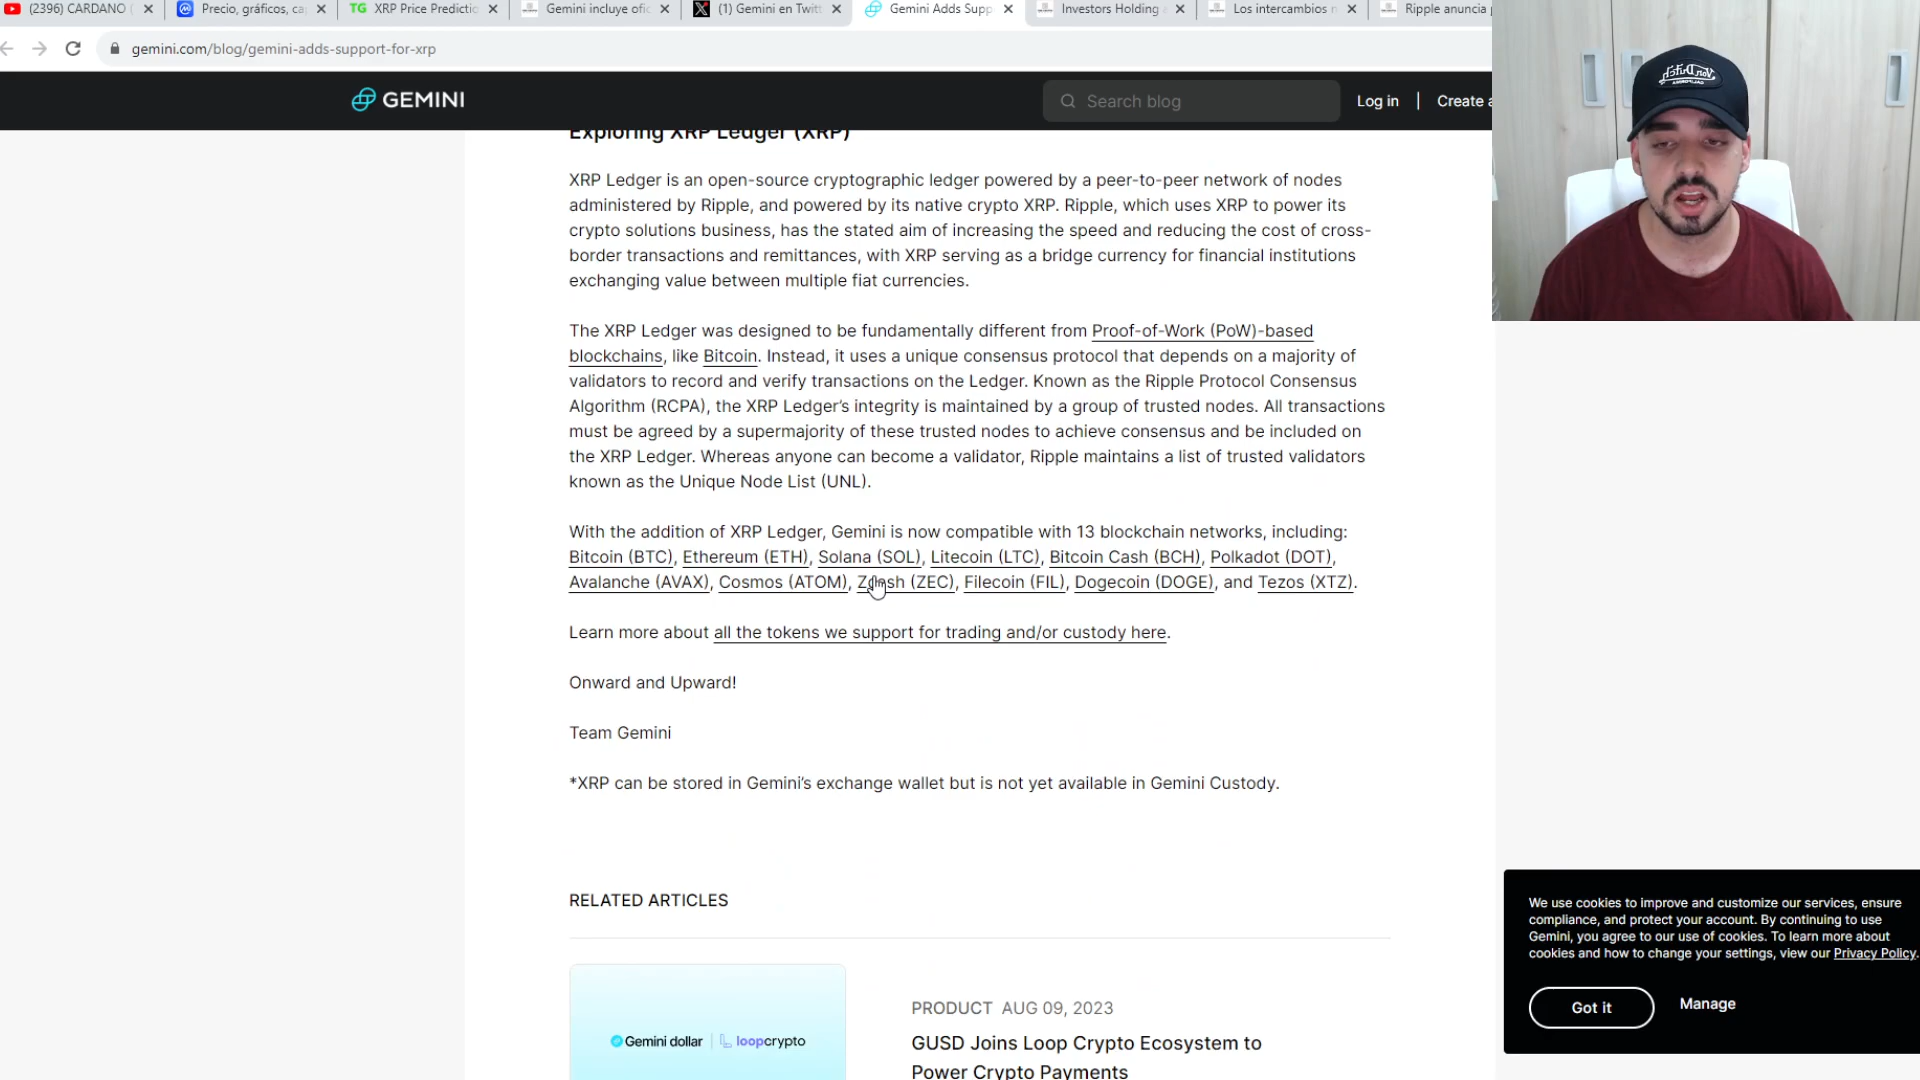 (2396) CARDANO
Precio, gráficos, ca
TG XRP Price Predictio
Gemini incluye ofic
(1) Gemini en Twitt
Gemini Adds Supp
Investors Holding
Los intercambios
Ripple anuncia
gemini.com/blog/gemini-adds-support-for-xrp
GEMINI
Search blog
Log in | Create a
Von Dutch
Exploring XRP Ledger (XRP)
XRP Ledger is an open-source cryptographic ledger powered by a peer-to-peer network of nodes
administered by Ripple, and powered by its native crypto XRP. Ripple, which uses XRP to power its
crypto solutions business, has the stated aim of increasing the speed and reducing the cost of cross-
border transactions and remittances, with XRP serving as a bridge currency for financial institutions
exchanging value between multiple fiat currencies.
The XRP Ledger was designed to be fundamentally different from Proof-of-Work (PoW)-based
blockchains, like Bitcoin. Instead, it uses a unique consensus protocol that depends on a majority of
validators to record and verify transactions on the Ledger. Known as the Ripple Protocol Consensus
Algorithm (RCPA), the XRP Ledger’s integrity is maintained by a group of trusted nodes. All transactions
must be agreed by a supermajority of these trusted nodes to achieve consensus and be included on
the XRP Ledger. Whereas anyone can become a validator, Ripple maintains a list of trusted validators
known as the Unique Node List (UNL).
With the addition of XRP Ledger, Gemini is now compatible with 13 blockchain networks, including:
Bitcoin (BTC), Ethereum (ETH), Solana (SOL), Litecoin (LTC), Bitcoin Cash (BCH), Polkadot (DOT),
Avalanche (AVAX), Cosmos (ATOM), Zcash (ZEC), Filecoin (FIL), Dogecoin (DOGE), and Tezos (XTZ).
Learn more about all the tokens we support for trading and/or custody here.
Onward and Upward!
Team Gemini
*XRP can be stored in Gemini’s exchange wallet but is not yet available in Gemini Custody.
RELATED ARTICLES
Gemini dollar | loopcrypto
PRODUCT AUG 09, 2023
GUSD Joins Loop Crypto Ecosystem to
Power Crypto Payments
We use cookies to improve and customize our services, ensure
compliance, and protect your account. By continuing to use
Gemini, you agree to our use of cookies. To learn more about
cookies and how to change your settings, view our Privacy Policy.
Got it
Manage